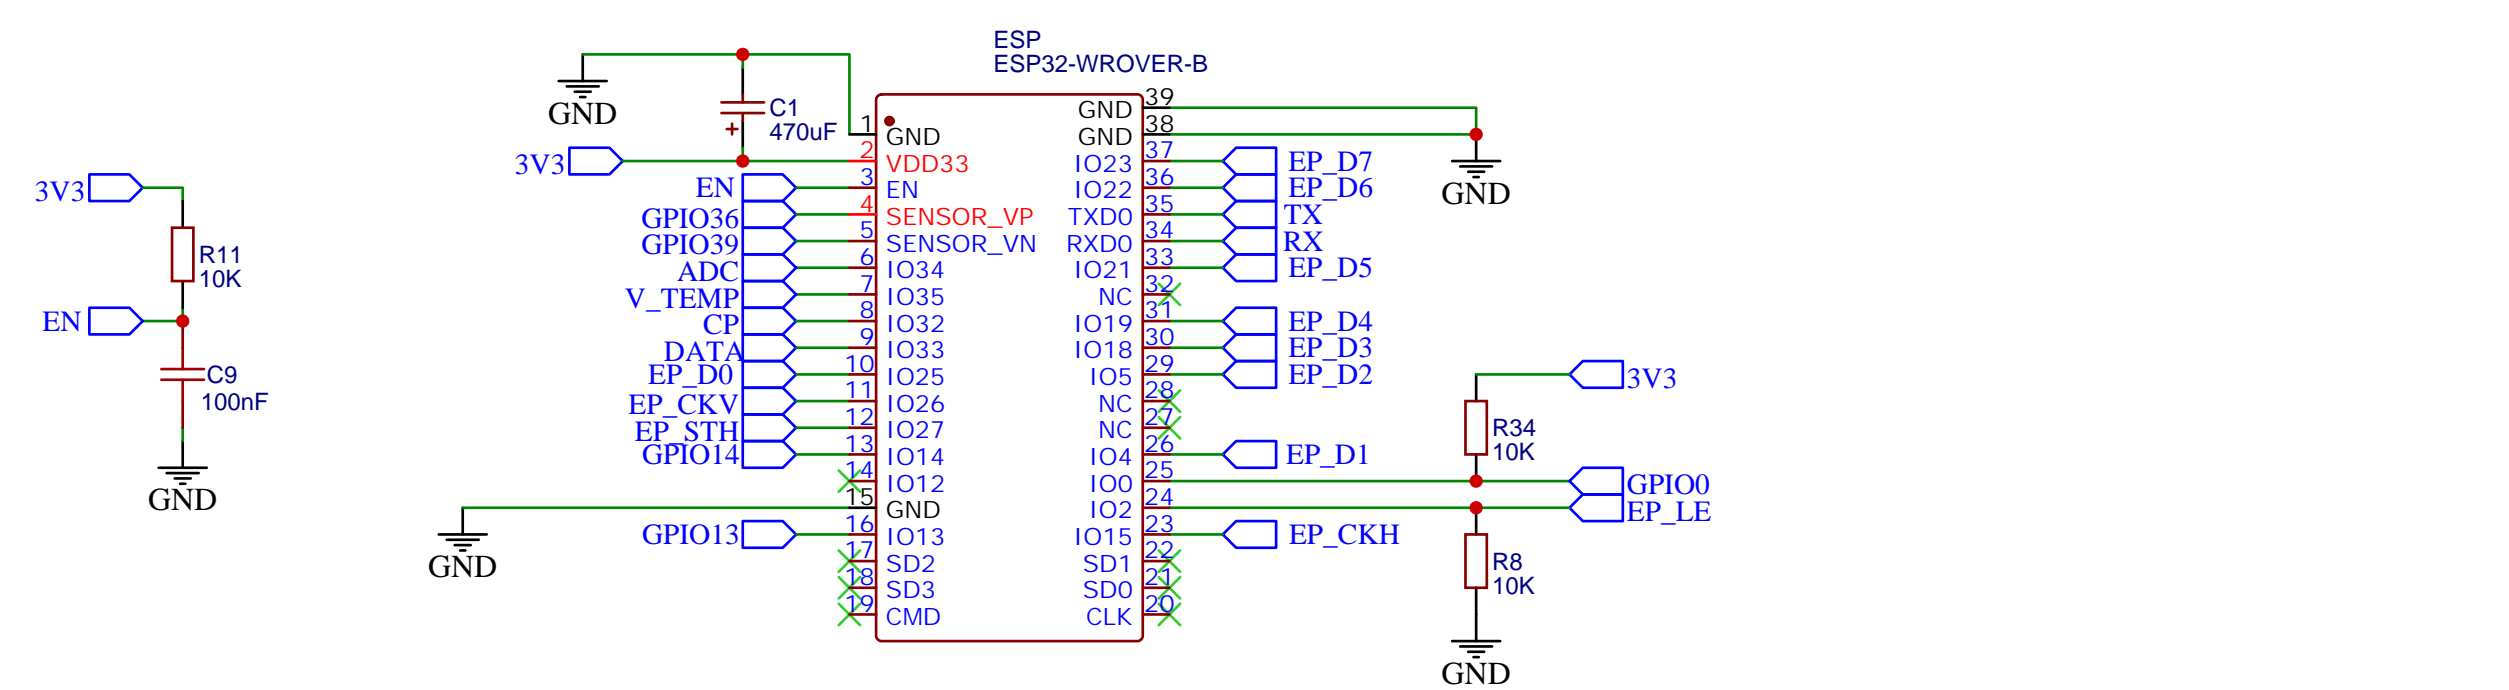 ESP
ESP32-WROVER-B
GND
C1
470uF
+
3V3
3V3
R11
10K
EN
C9
100nF
GND
EN
GPIO36
GPIO39
ADC
V_TEMP
CP
DATA
EP_D0
EP_CKV
EP_STH
GPIO14
GND
GPIO13
1 GND
2 VDD33
3 EN
4 SENSOR_VP
5 SENSOR_VN
6 IO34
7 IO35
8 IO32
9 IO33
10 IO25
11 IO26
12 IO27
13 IO14
14 IO12
15 GND
16 IO13
17 SD2
18 SD3
19 CMD
GND 39
GND 38
IO23 37
IO22 36
TXD0 35
RXD0 34
IO21 33
NC 32
IO19 31
IO18 30
IO5 29
NC 28
NC 27
IO4 26
IO0 25
IO2 24
IO15 23
SD1 22
SD0 21
CLK 20
EP_D7
EP_D6
TX
RX
EP_D5
EP_D4
EP_D3
EP_D2
EP_D1
EP_CKH
GND
3V3
R34
10K
GPIO0
EP_LE
R8
10K
GND